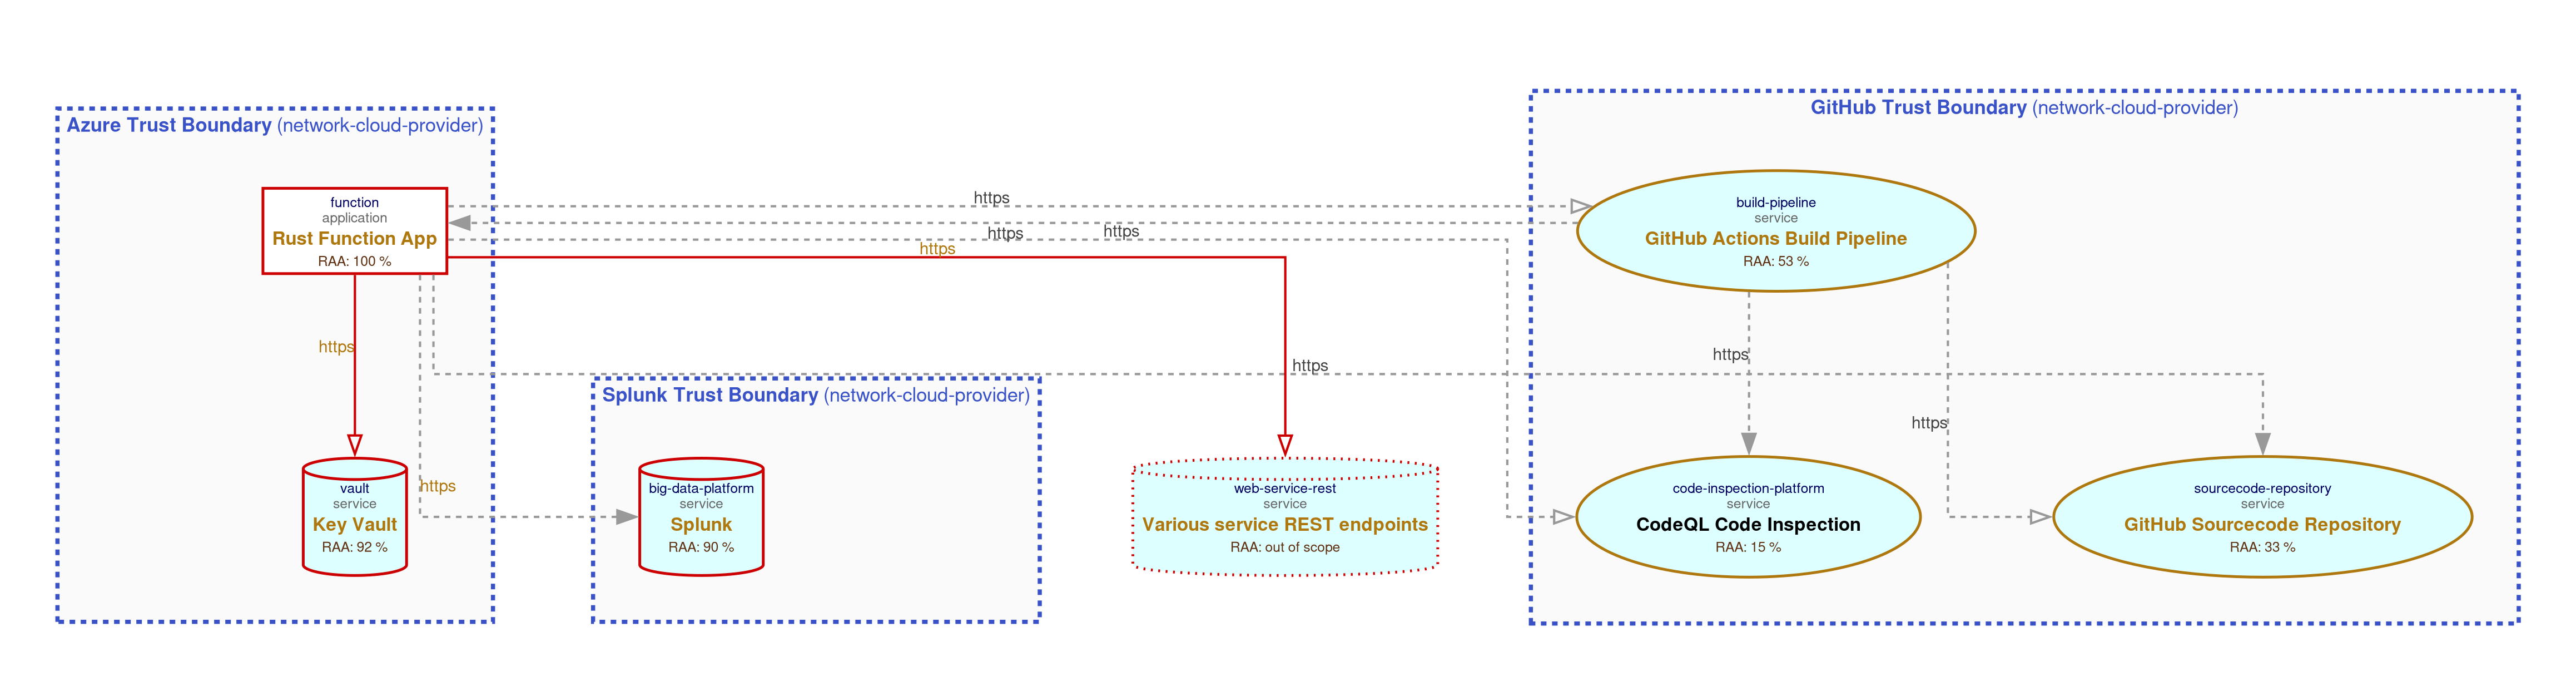 GitHub Trust Boundary (network-cloud-provider)
Azure Trust Boundary (network-cloud-provider)
https
function
application
Rust Function App
RAA: 100 %
build-pipeline
service
GitHub Actions Build Pipeline
RAA: 53 %
https
https
https
https
https
https
Splunk Trust Boundary (network-cloud-provider)
https
https
vault
service
Key Vault
RAA: 92 %
big-data-platform
service
Splunk
RAA: 90 %
web-service-rest
service
Various service REST endpoints
RAA: out of scope
code-inspection-platform
service
CodeQL Code Inspection
RAA: 15 %
sourcecode-repository
service
GitHub Sourcecode Repository
RAA: 33 %